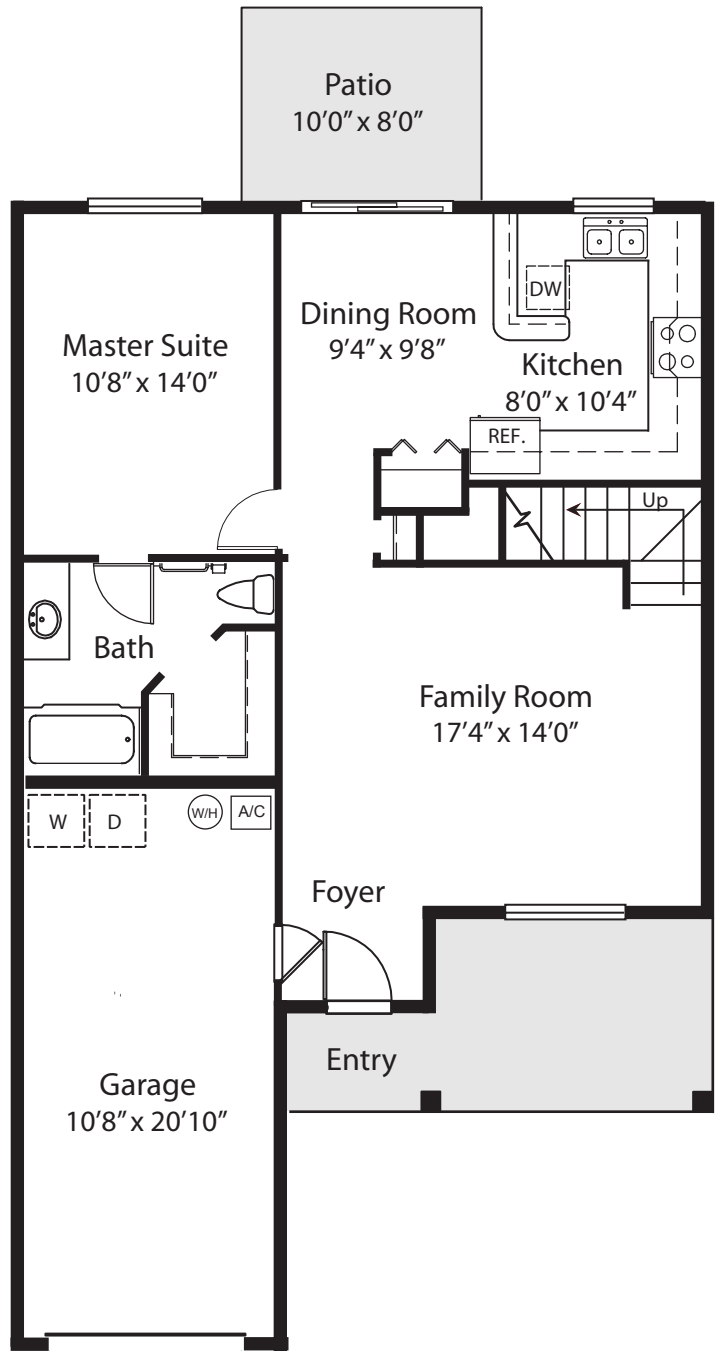 Patio
10’0” x 8’0”
Dining Room
9’4” x 9’8”
DW
Master Suite
10’8” x 14’0”
Kitchen
8’0” x 10’4”
REF.
Up
Bath
Family Room
17’4” x 14’0”
W
D
W/H
A/C
Foyer
Entry
Garage
10’8” x 20’10”